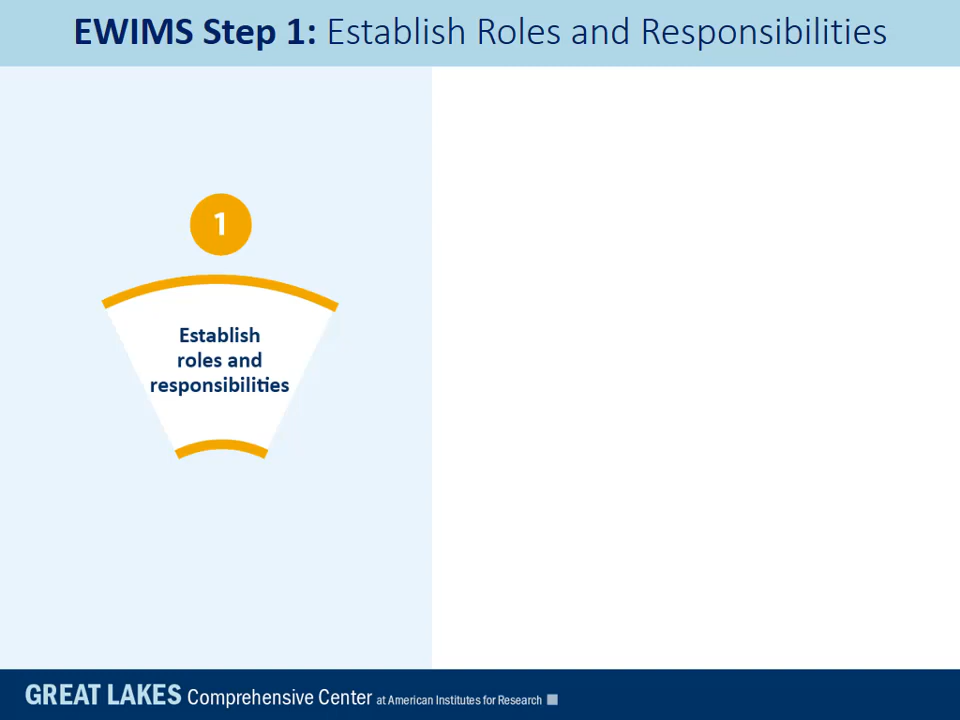 EWIMS Step 1: Establish Roles and Responsibilities
1
Establish
roles and
responsibilities
GREAT LAKES Comprehensive Center at American Institutes for Research